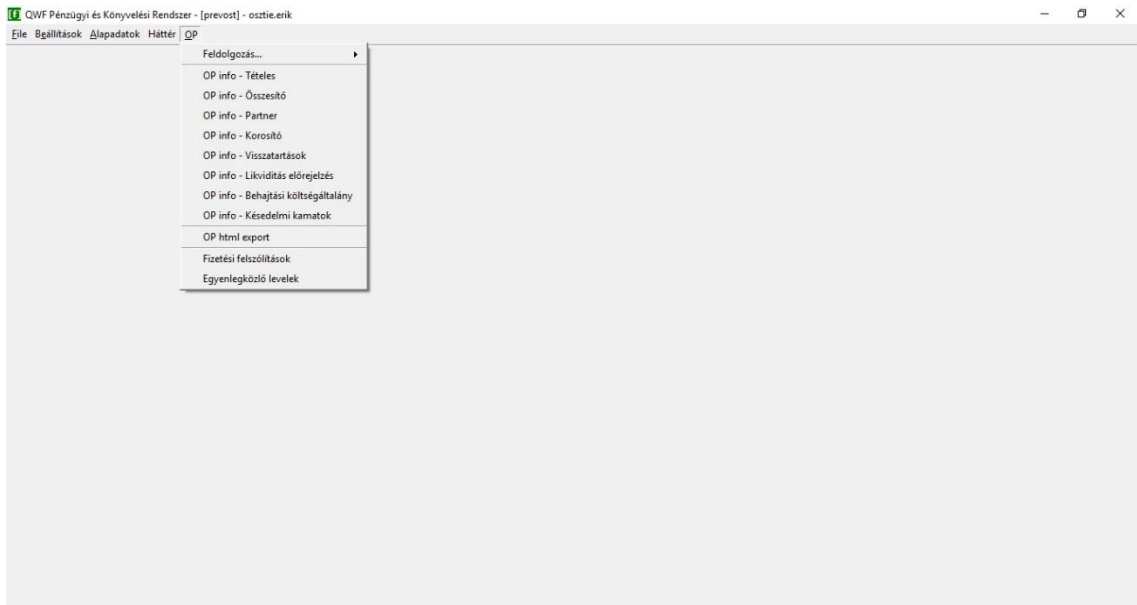 QWF Pénzügyi és Könyvelési Rendszer - [prevost] - osztie.erik
File Beállítások Alapadatok Háttér OP
Feldolgozás...
OP info - Tételes
OP info - Összesítő
OP info - Partner
OP info - Korosító
OP info - Visszatartások
OP info - Likviditás előrejelzés
OP info - Behajtási költségáltalány
OP info - Késedelmi kamatok
OP html export
Fizetési felszólítások
Egyenlegközlő levelek